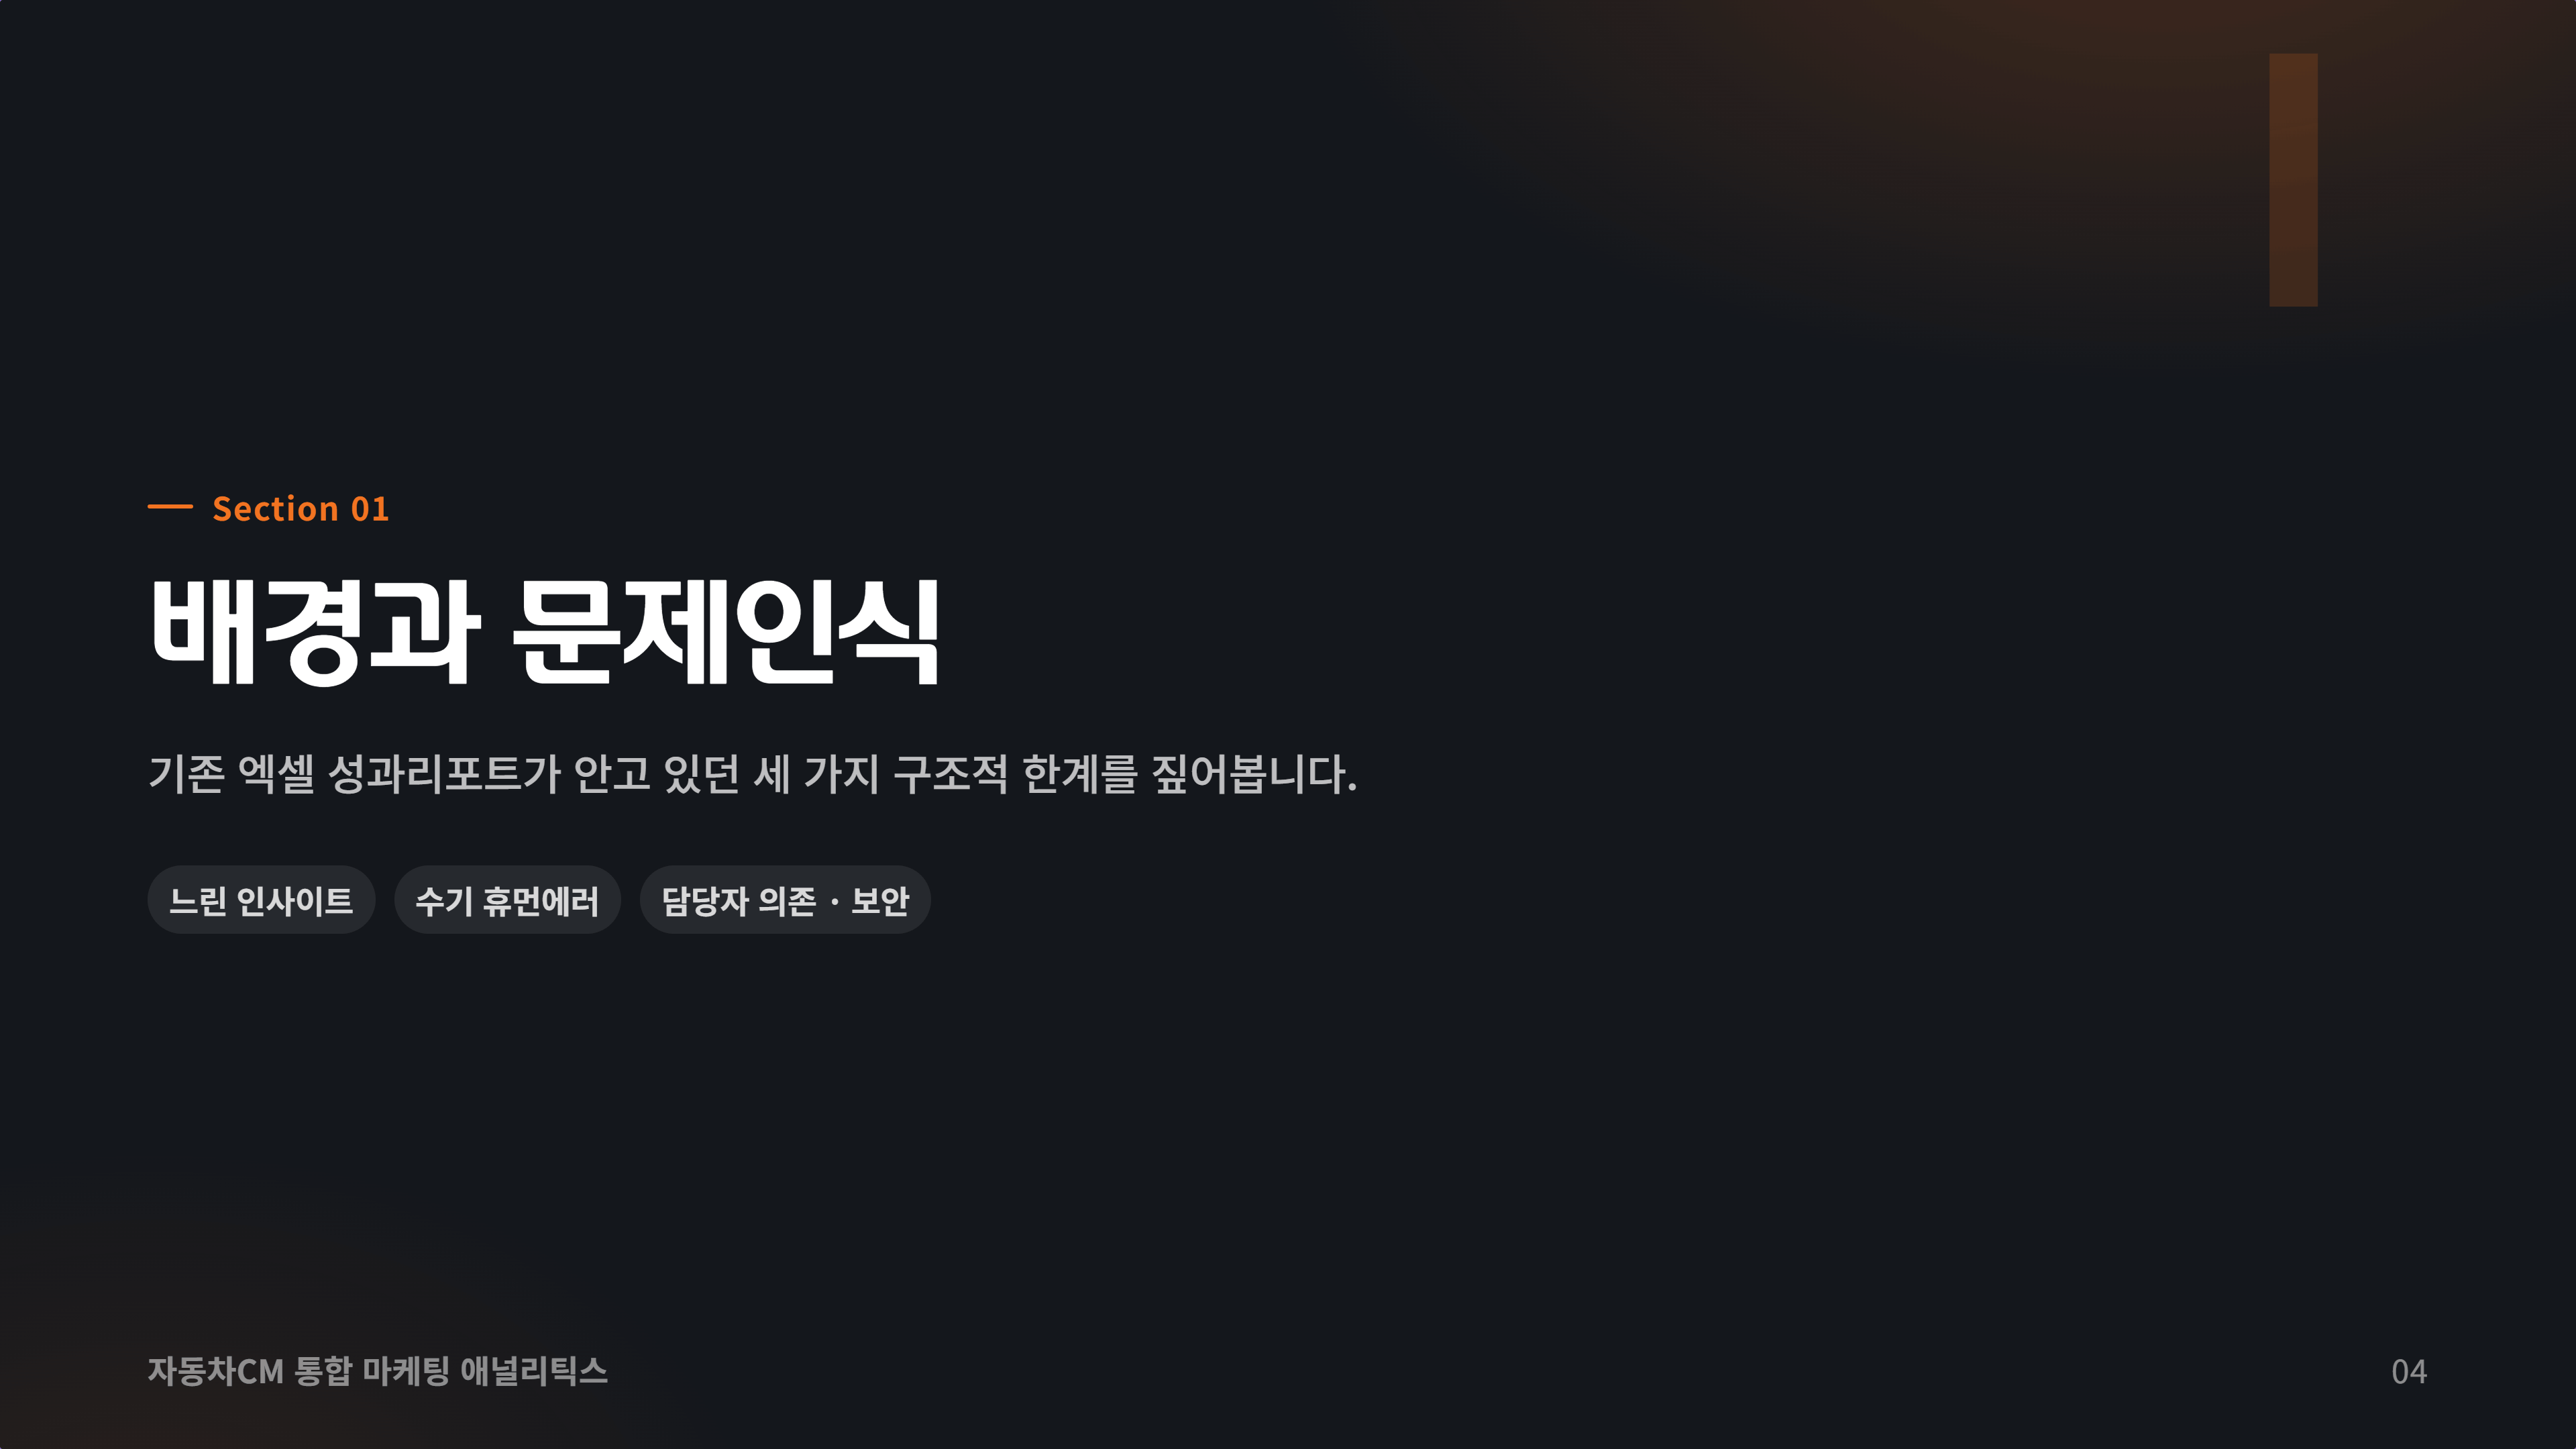 Section 01
배경과 문제인식
기존 엑셀 성과리포트가 안고 있던 세 가지 구조적 한계를 짚어봅니다.
느린 인사이트
수기 휴먼에러
담당자 의존 · 보안
자동차CM 통합 마케팅 애널리틱스
04